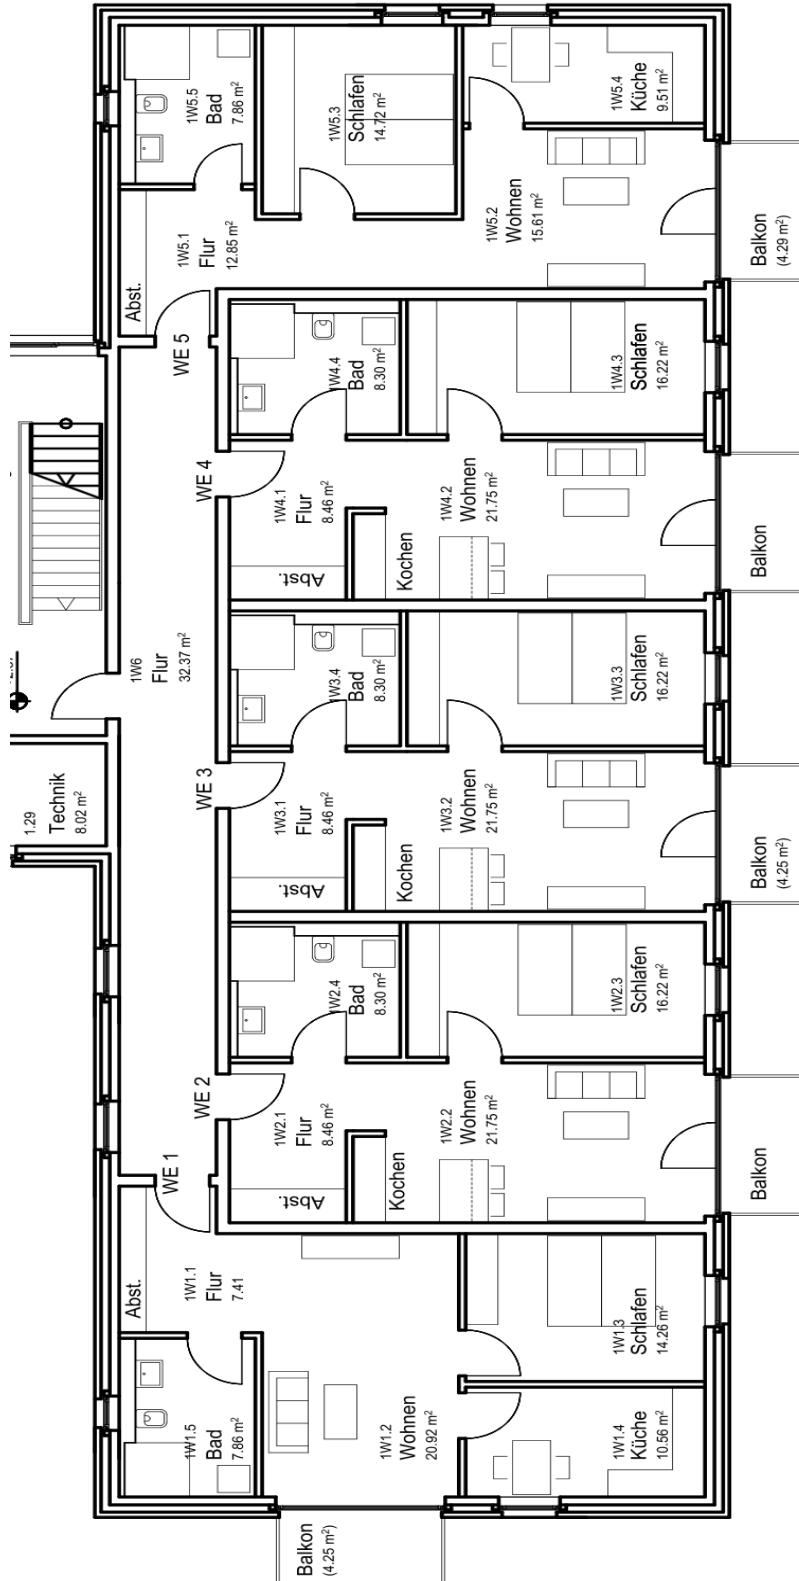 1W5.5
Bad
7.86 m²
1W5.3
Schlafen
14.72 m²
1W5.4
Küche
9.51 m²
1W5.1
Flur
12.85 m²
Abst.
1W5.2
Wohnen
15.61 m²
Balkon
(4.29 m²)
WE 5
1W4.4
Bad
8.30 m²
1W4.3
Schlafen
16.22 m²
WE 4
1W4.1
Flur
8.46 m²
Abst.
Kochen
1W4.2
Wohnen
21.75 m²
Balkon
1W6
Flur
32.37 m²
1W3.4
Bad
8.30 m²
1W3.3
Schlafen
16.22 m²
1.29
Technik
8.02 m²
WE 3
1W3.1
Flur
8.46 m²
Abst.
Kochen
1W3.2
Wohnen
21.75 m²
Balkon
(4.25 m²)
1W2.4
Bad
8.30 m²
1W2.3
Schlafen
16.22 m²
WE 2
1W2.1
Flur
8.46 m²
Abst.
Kochen
1W2.2
Wohnen
21.75 m²
Balkon
WE 1
Abst.
1W1.1
Flur
7.41
1W1.3
Schlafen
14.26 m²
1W1.5
Bad
7.86 m²
1W1.2
Wohnen
20.92 m²
1W1.4
Küche
10.56 m²
Balkon
(4.25 m²)